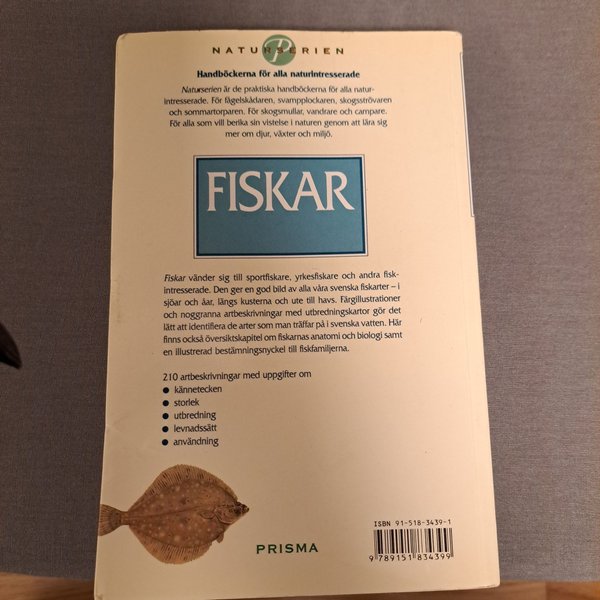 NATURSERIEN
P
Handböckerna för alla naturintresserade
Naturserien är de praktiska handböckerna för alla natur-
intresserade. För fågelskådaren, svampplockaren, skogsströvaren
och sommartorparen. För skogsmullar, vandrare och campare.
För alla som vill berika sin vistelse i naturen genom att lära sig
mer om djur, växter och miljö.
FISKAR
Fiskar vänder sig till sportfiskare, yrkesfiskare och andra fisk-
intresserade. Den ger en god bild av alla våra svenska fiskarter – i
sjöar och åar, längs kusterna och ute till havs. Färgillustrationer
och noggranna artbeskrivningar med utbredningskartor gör det
lätt att identifiera de arter som man träffar på i svenska vatten. Här
finns också översiktskapitel om fiskarnas anatomi och biologi samt
en illustrerad bestämningsnyckel till fiskfamiljerna.
210 artbeskrivningar med uppgifter om
● kännetecken
● storlek
● utbredning
● levnadssätt
● användning
ISBN 91-518-3439-1
9 789151 834399
PRISMA